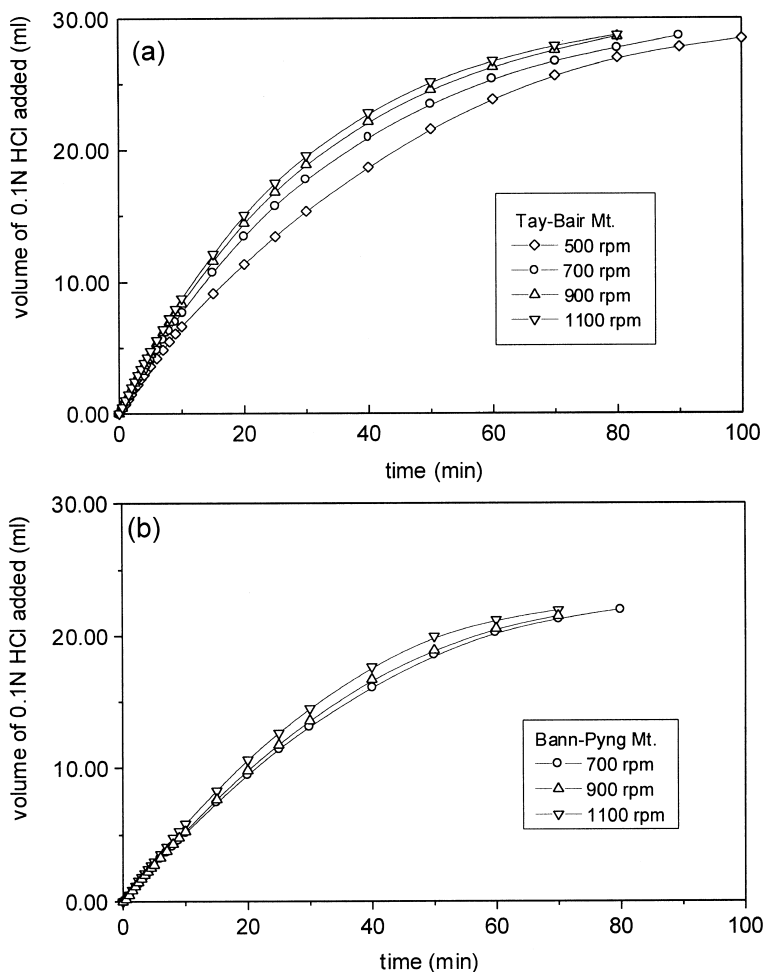 (a)
volume of 0.1N HCl added (ml)
30.00
20.00
10.00
0.00
Tay-Bair Mt.
500 rpm
700 rpm
900 rpm
1100 rpm
0 20 40 60 80 100
time (min)
(b)
volume of 0.1N HCl added (ml)
30.00
20.00
10.00
0.00
Bann-Pyng Mt.
700 rpm
900 rpm
1100 rpm
0 20 40 60 80 100
time (min)